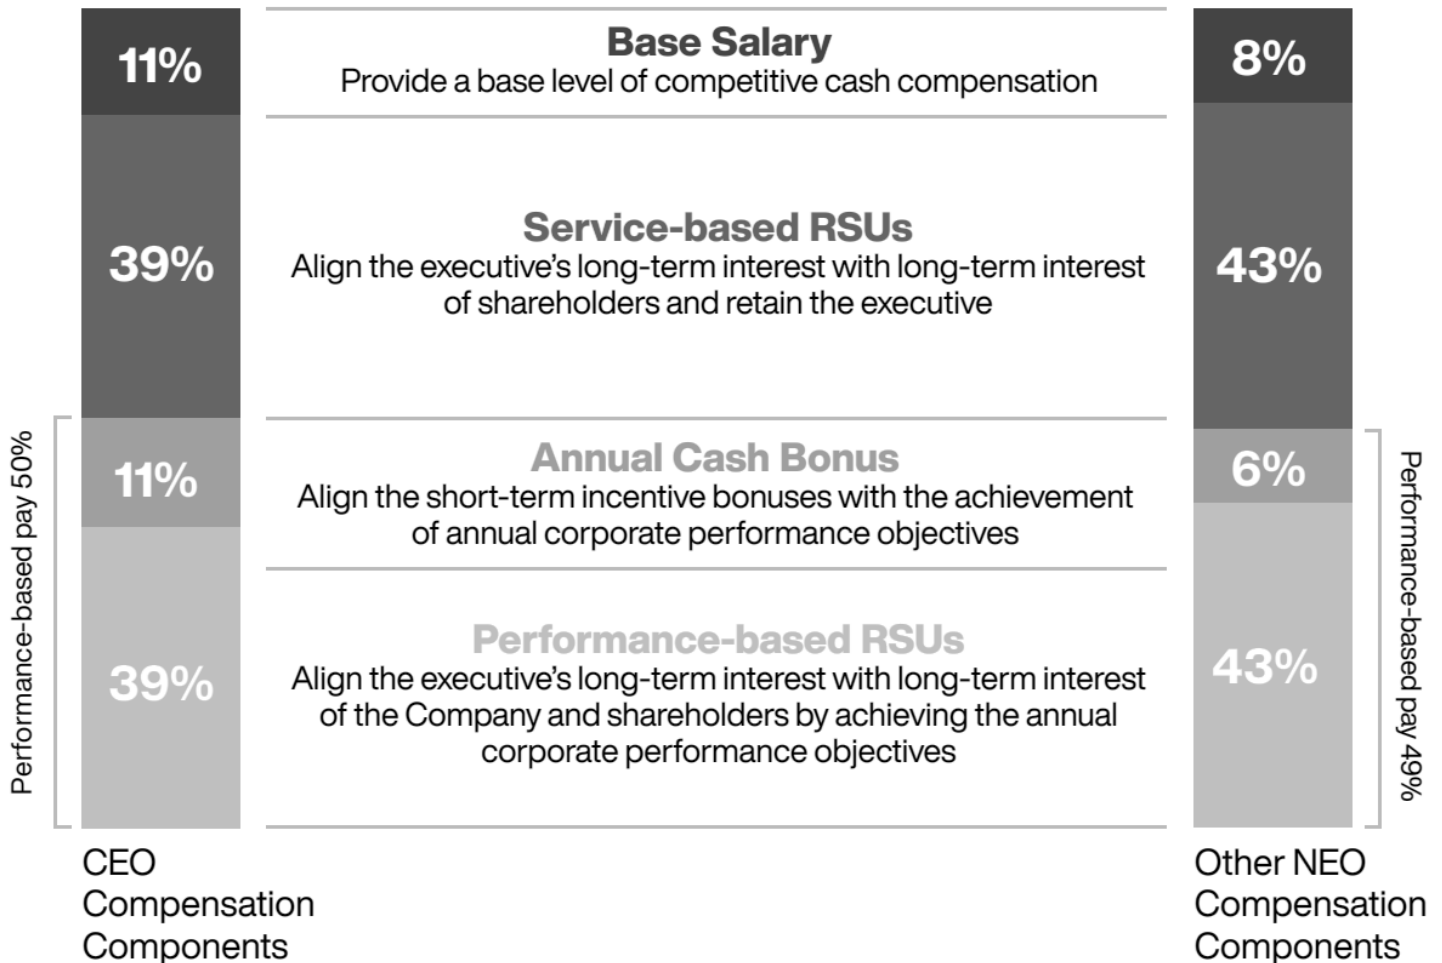 11%
Base Salary
Provide a base level of competitive cash compensation
8%
39%
Service-based RSUs
Align the executive’s long-term interest with long-term interest
of shareholders and retain the executive
43%
Performance-based pay 50%
11%
Annual Cash Bonus
Align the short-term incentive bonuses with the achievement
of annual corporate performance objectives
6%
39%
Performance-based RSUs
Align the executive’s long-term interest with long-term interest
of the Company and shareholders by achieving the annual
corporate performance objectives
43%
Performance-based pay 49%
CEO
Compensation
Components
Other NEO
Compensation
Components